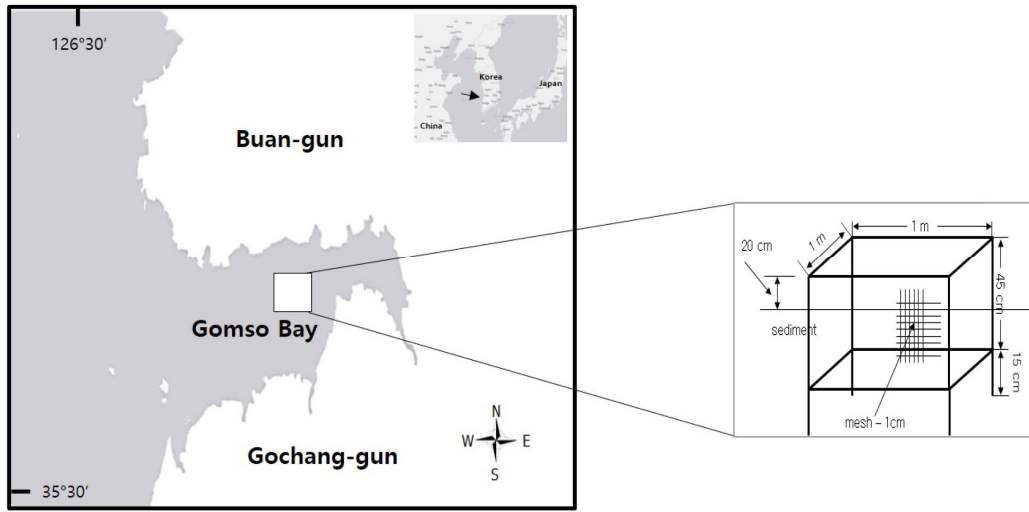 126°30'
Korea
Japan
China
Buan-gun
Gomso Bay
Gochang-gun
N
W
E
S
35°30'
1 m
1 m
20 cm
45 cm
sediment
15 cm
mesh – 1cm